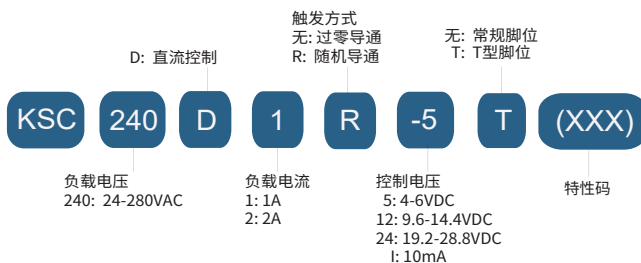 触发方式
无: 过零导通
R: 随机导通
D: 直流控制
无: 常规脚位
T: T型脚位
KSC 240 D 1 R -5 T (XXX)
负载电压
240: 24-280VAC
负载电流
1: 1A
2: 2A
控制电压
5: 4-6VDC
12: 9.6-14.4VDC
24: 19.2-28.8VDC
I: 10mA
特性码